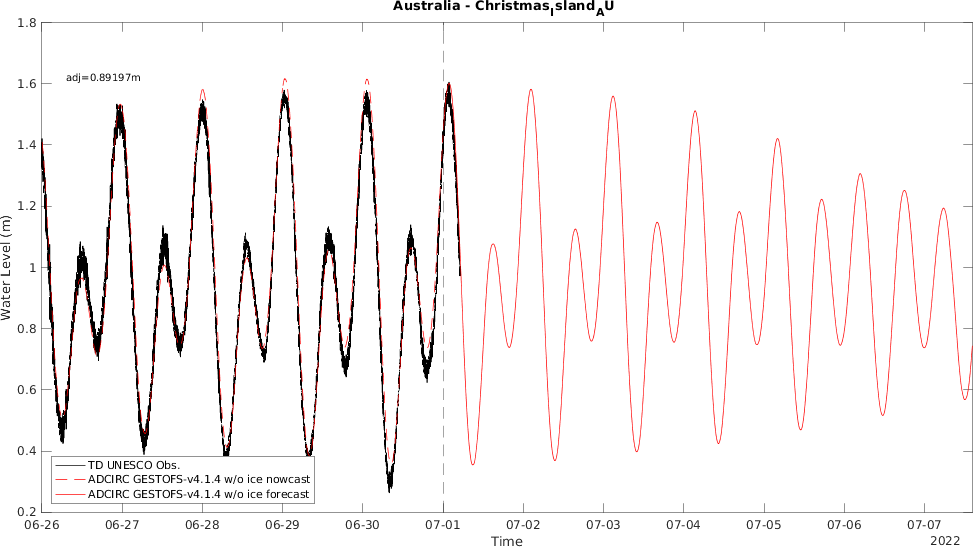 Australia - Christmas_Island_AU
adj=0.89197m
1.8
1.6
1.4
1.2
1
0.8
0.6
0.4
0.2
Water Level (m)
TD UNESCO Obs.
ADCIRC GESTOFS-v4.1.4 w/o ice nowcast
ADCIRC GESTOFS-v4.1.4 w/o ice forecast
06-26 06-27 06-28 06-29 06-30 07-01 07-02 07-03 07-04 07-05 07-06 07-07
Time
2022